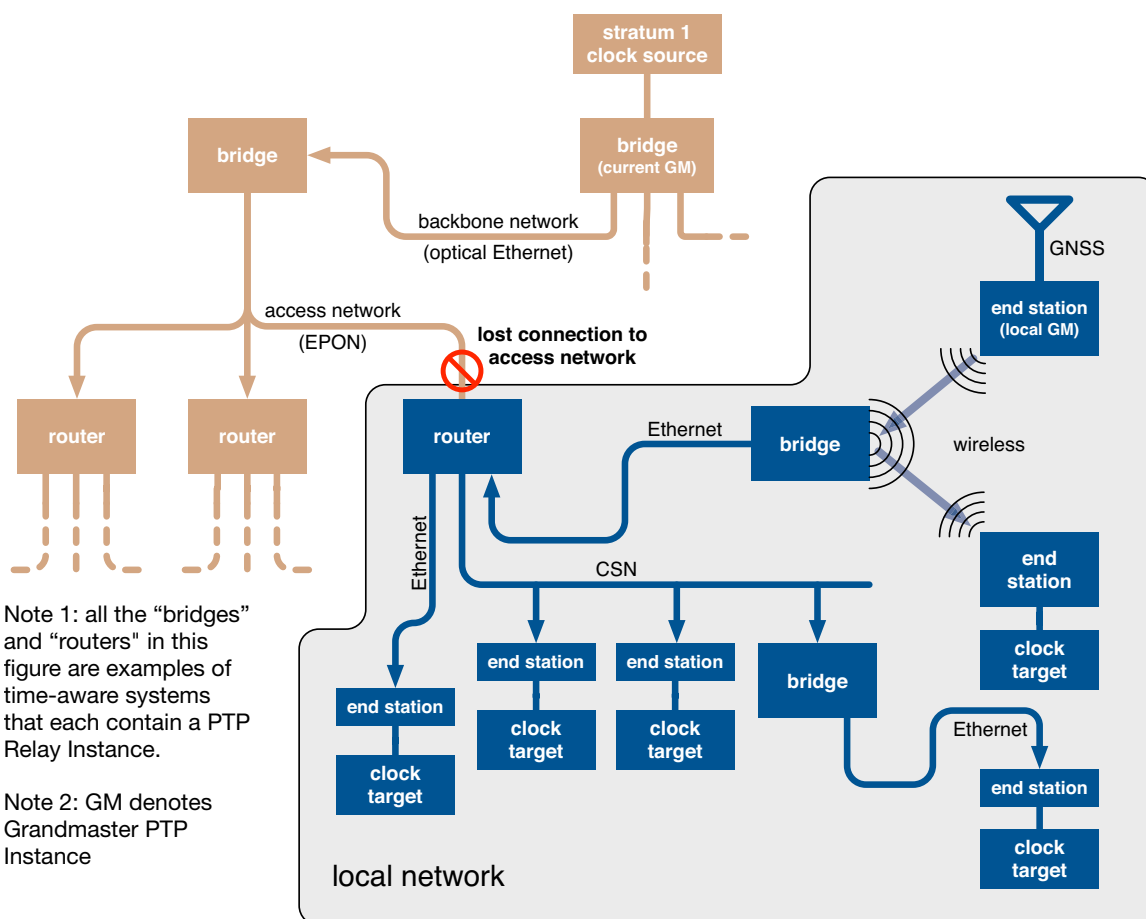 stratum 1
clock source
bridge
bridge
(current GM)
backbone network
(optical Ethernet)
GNSS
end station
(local GM)
access network
(EPON)
lost connection to
access network
router
router
router
Ethernet
bridge
wireless
Ethernet
CSN
end
station
clock
target
end station
clock
target
end station
clock
target
end station
clock
target
bridge
Ethernet
end station
clock
target
Note 1: all the “bridges”
and “routers" in this
figure are examples of
time-aware systems
that each contain a PTP
Relay Instance.
Note 2: GM denotes
Grandmaster PTP
Instance
local network